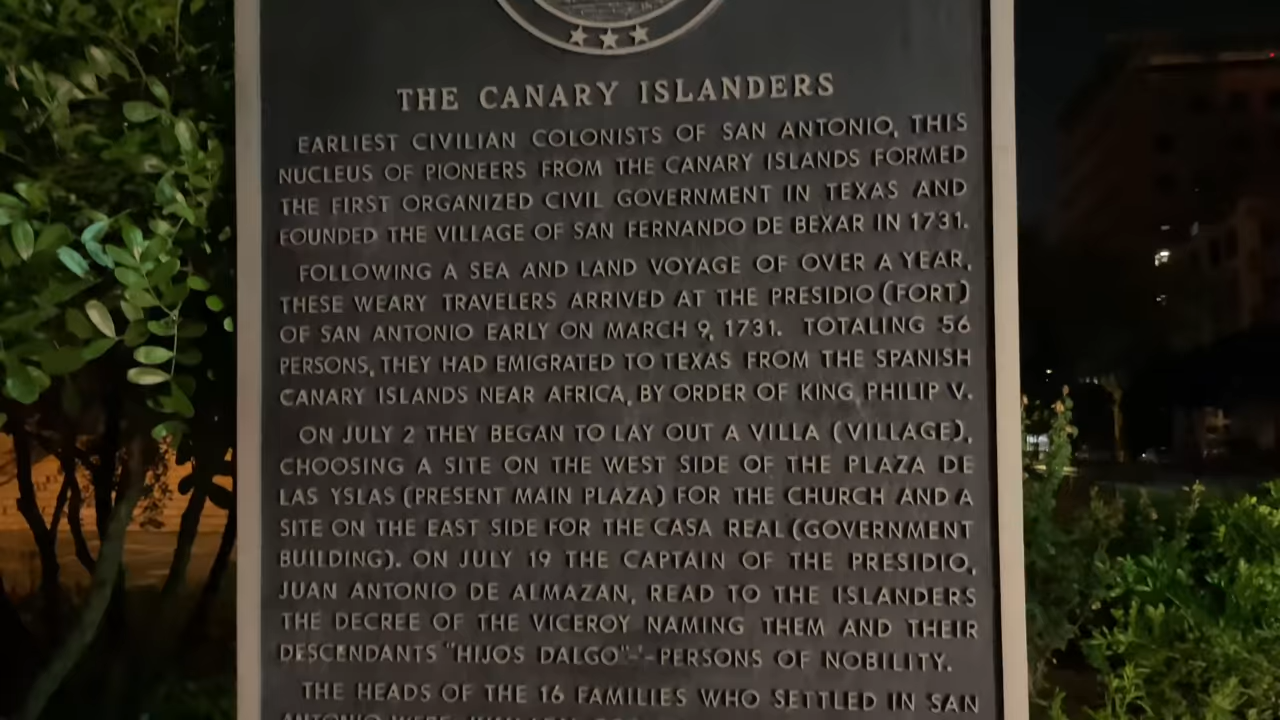 THE CANARY ISLANDERS
EARLIEST CIVILIAN COLONISTS OF SAN ANTONIO, THIS
NUCLEUS OF PIONEERS FROM THE CANARY ISLANDS FORMED
THE FIRST ORGANIZED CIVIL GOVERNMENT IN TEXAS AND
FOUNDED THE VILLAGE OF SAN FERNANDO DE BEXAR IN 1731.
FOLLOWING A SEA AND LAND VOYAGE OF OVER A YEAR,
THESE WEARY TRAVELERS ARRIVED AT THE PRESIDIO (FORT)
OF SAN ANTONIO EARLY ON MARCH 9, 1731. TOTALING 56
PERSONS, THEY HAD EMIGRATED TO TEXAS FROM THE SPANISH
CANARY ISLANDS NEAR AFRICA, BY ORDER OF KING PHILIP V.
ON JULY 2 THEY BEGAN TO LAY OUT A VILLA (VILLAGE),
CHOOSING A SITE ON THE WEST SIDE OF THE PLAZA DE
LAS YSLAS (PRESENT MAIN PLAZA) FOR THE CHURCH AND A
SITE ON THE EAST SIDE FOR THE CASA REAL (GOVERNMENT
BUILDING). ON JULY 19 THE CAPTAIN OF THE PRESIDIO,
JUAN ANTONIO DE ALMAZAN, READ TO THE ISLANDERS
THE DECREE OF THE VICEROY NAMING THEM AND THEIR
DESCENDANTS "HIJOS DALGO"--PERSONS OF NOBILITY.
THE HEADS OF THE 16 FAMILIES WHO SETTLED IN SAN